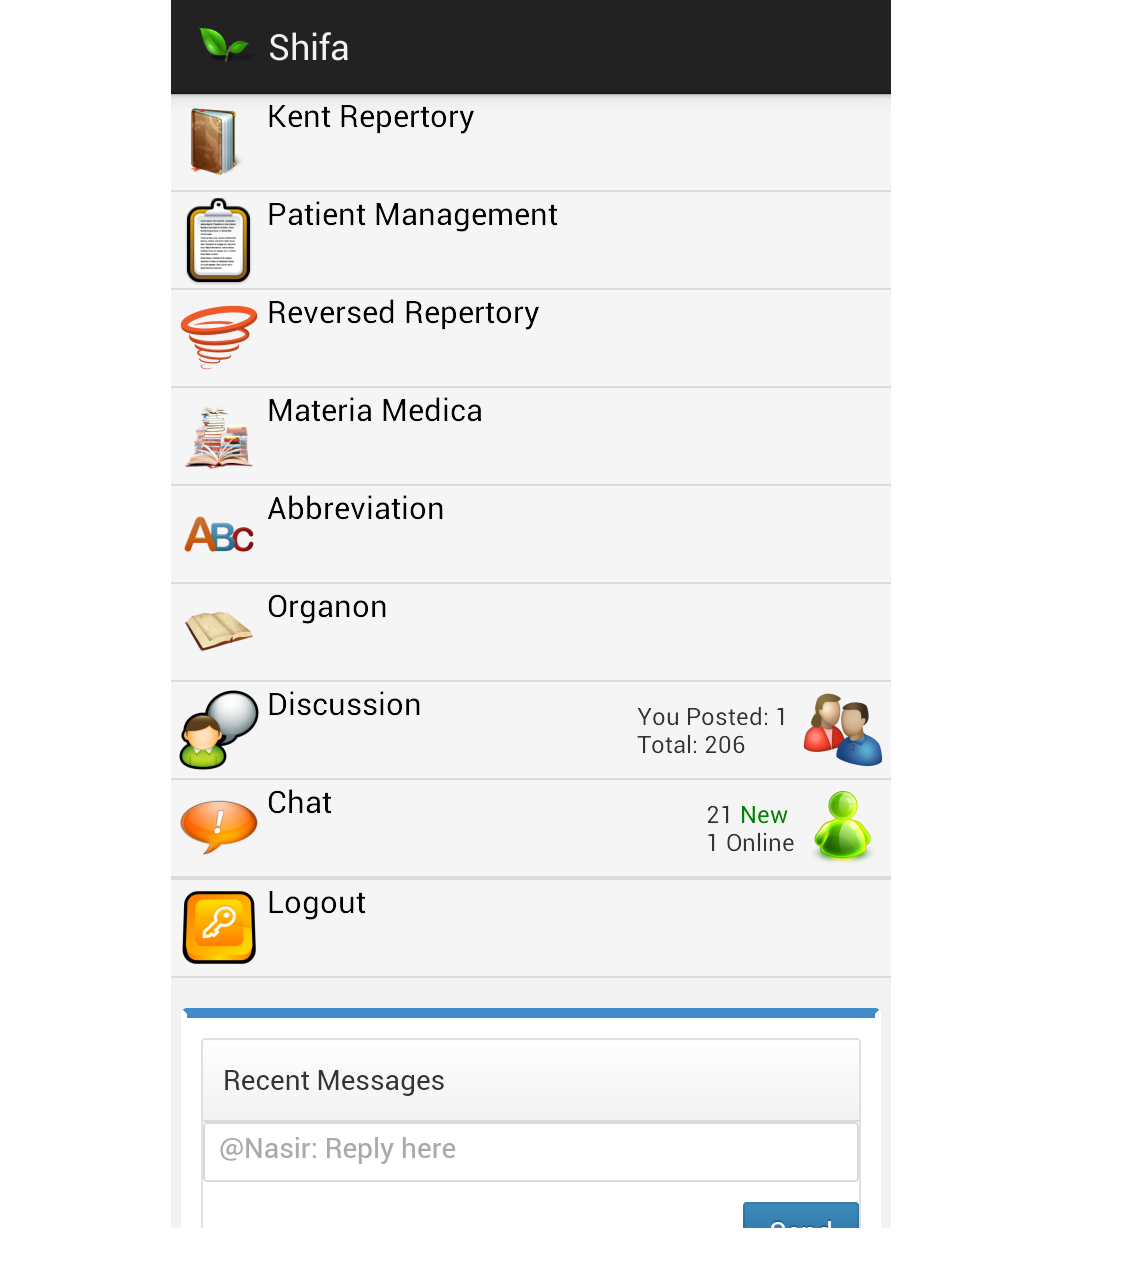 Shifa
Kent Repertory
Patient Management
Reversed Repertory
Materia Medica
Abbreviation
ABC
Organon
Discussion
You Posted: 1
Total: 206
Chat
21 New
1 Online
Logout
Recent Messages
@Nasir: Reply here
Send